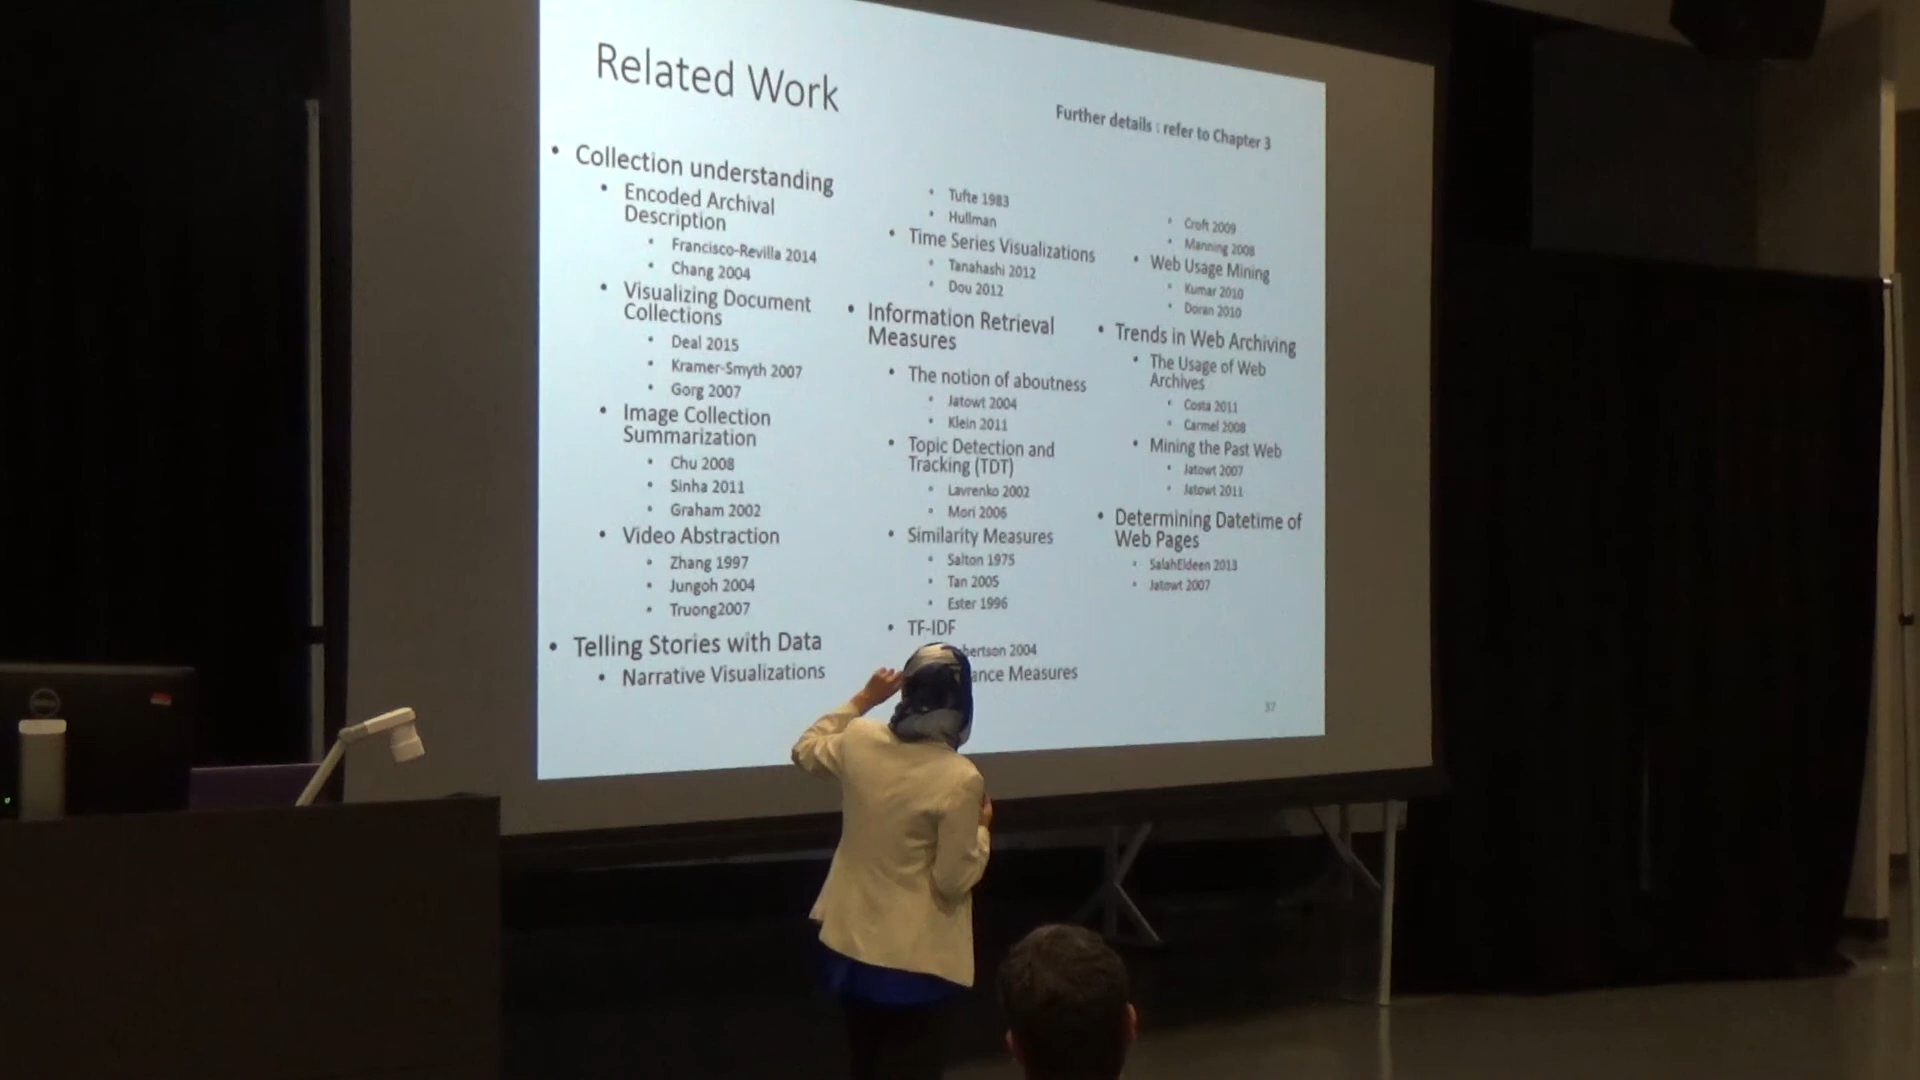 Related Work
Further details : refer to Chapter 3
• Collection understanding
• Encoded Archival
Description
• Francisco-Revilla 2014
• Chang 2004
• Visualizing Document
Collections
• Deal 2015
• Kramer-Smyth 2007
• Gorg 2007
• Image Collection
Summarization
• Chu 2008
• Sinha 2011
• Graham 2002
• Video Abstraction
• Zhang 1997
• Jungoh 2004
• Truong2007
• Telling Stories with Data
• Narrative Visualizations
• Tufte 1983
• Hullman
• Time Series Visualizations
• Tanahashi 2012
• Dou 2012
• Information Retrieval
Measures
• The notion of aboutness
• Jatowt 2004
• Klein 2011
• Topic Detection and
Tracking (TDT)
• Lavrenko 2002
• Mori 2006
• Similarity Measures
• Salton 1975
• Tan 2005
• Ester 1996
• TF-IDF
bertson 2004
ance Measures
• Croft 2009
• Manning 2008
• Web Usage Mining
• Kumar 2010
• Doran 2010
• Trends in Web Archiving
• The Usage of Web
Archives
• Costa 2011
• Carmel 2008
• Mining the Past Web
• Jatowt 2007
• Jatowt 2011
• Determining Datetime of
Web Pages
• SalahEldeen 2013
• Jatowt 2007
37